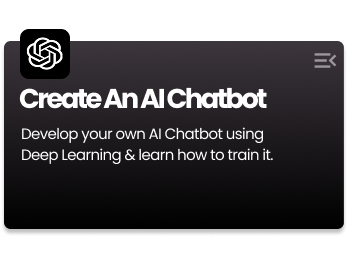 Create An AI Chatbot
Develop your own AI Chatbot using
Deep Learning & learn how to train it.